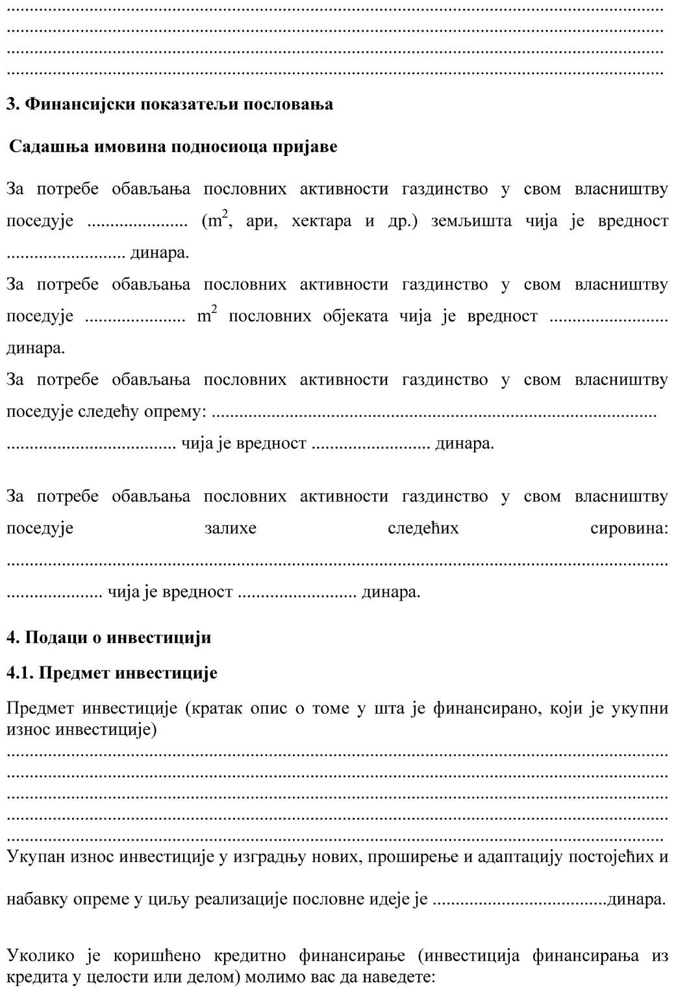 ................................................................................................................................................
................................................................................................................................................
................................................................................................................................................
................................................................................................................................................
3. Финансијски показатељи пословања
Садашња имовина подносиоца пријаве
За потребе обављања пословних активности газдинство у свом власништву
поседује ...................... (m², ари, хектара и др.) земљишта чија је вредност
.......................... динара.
За потребе обављања пословних активности газдинство у свом власништву
поседује ...................... m² пословних објеката чија је вредност ..........................
динара.
За потребе обављања пословних активности газдинство у свом власништву
поседује следећу опрему: .................................................................................................
..................................... чија је вредност .......................... динара.
За потребе обављања пословних активности газдинство у свом власништву
поседује залихе следећих сировина:
................................................................................................................................................
..................... чија је вредност .......................... динара.
4. Подаци о инвестицији
4.1. Предмет инвестиције
Предмет инвестиције (кратак опис о томе у шта је финансирано, који је укупни
износ инвестиције)
................................................................................................................................................
................................................................................................................................................
................................................................................................................................................
................................................................................................................................................
................................................................................................................................................
Укупан износ инвестиције у изградњу нових, проширење и адаптацију постојећих и
набавку опреме у циљу реализације пословне идеје је ......................................динара.
Уколико је коришћено кредитно финансирање (инвестиција финансирања из
кредита у целости или делом) молимо вас да наведете: